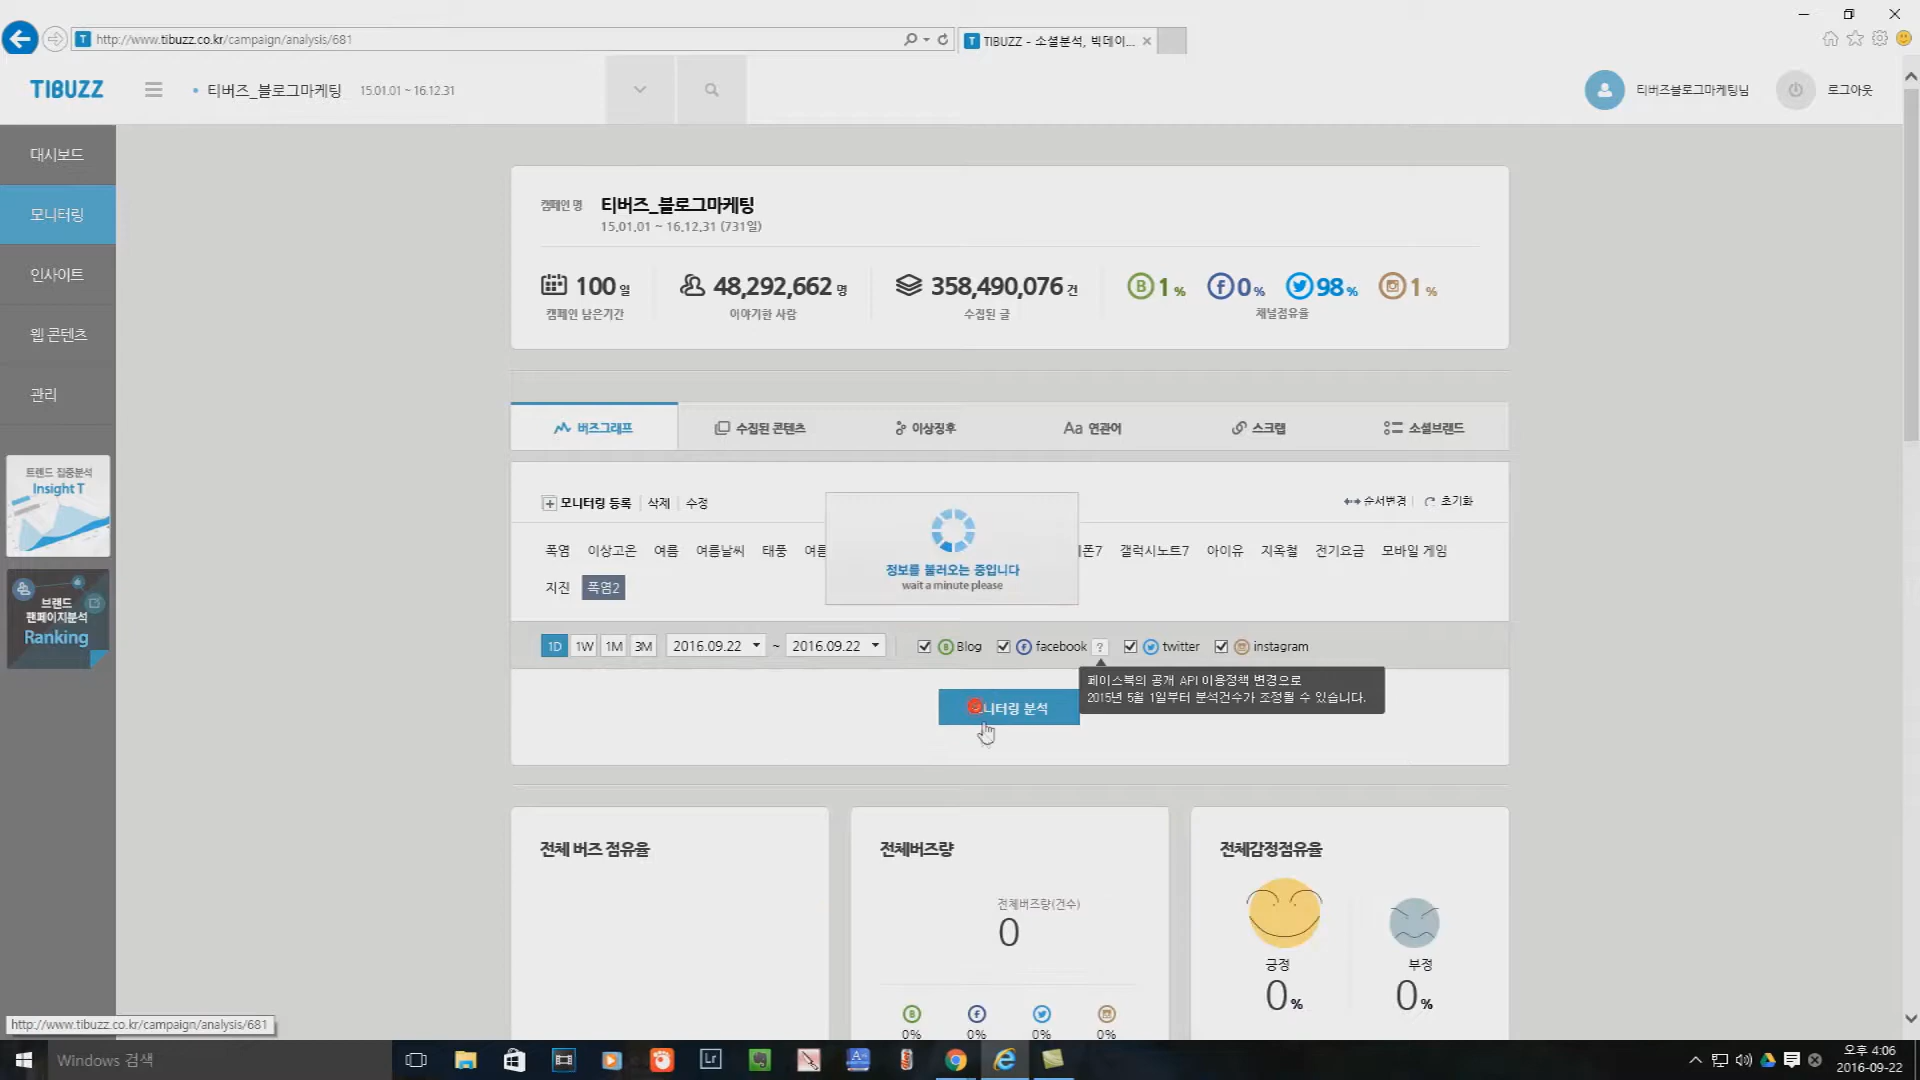 http://www.tibuzz.co.kr/campaign/analysis/681
TIBUZZ - 소셜분석, 빅데이...
TIBUZZ
티버즈_블로그마케팅 15.01.01 ~ 16.12.31
티버즈블로그마케팅님
로그아웃
대시보드
모니터링
인사이트
웹 콘텐츠
관리
트렌드 집중분석
Insight T
브랜드
팬페이지분석
Ranking
캠페인 명 티버즈_블로그마케팅
15.01.01 ~ 16.12.31 (731일)
100 일
캠페인 남은기간
48,292,662 명
이야기한 사람
358,490,076 건
수집된 글
1 % 0 % 98 % 1 %
채널점유율
버즈그래프
수집된 콘텐츠
이상징후
Aa 연관어
스크랩
소셜브랜드
모니터링 등록 삭제 수정
순서변경 초기화
폭염 이상고온 여름 여름날씨 태풍 갤럭시노트7 아이유 지옥철 전기요금 모바일 게임
지진 폭염2
정보를 불러오는 중입니다
wait a minute please
1D 1W 1M 3M 2016.09.22 ~ 2016.09.22 Blog facebook ? twitter instagram
페이스북의 공개 API 이용정책 변경으로
2015년 5월 1일부터 분석건수가 조정될 수 있습니다.
니터링 분석
전체 버즈 점유율
전체버즈량
전체버즈량(건수)
0
0% 0% 0% 0%
전체감정점유율
긍정
0 %
부정
0 %
http://www.tibuzz.co.kr/campaign/analysis/681
Windows 검색
Lr
오후 4:06
2016-09-22